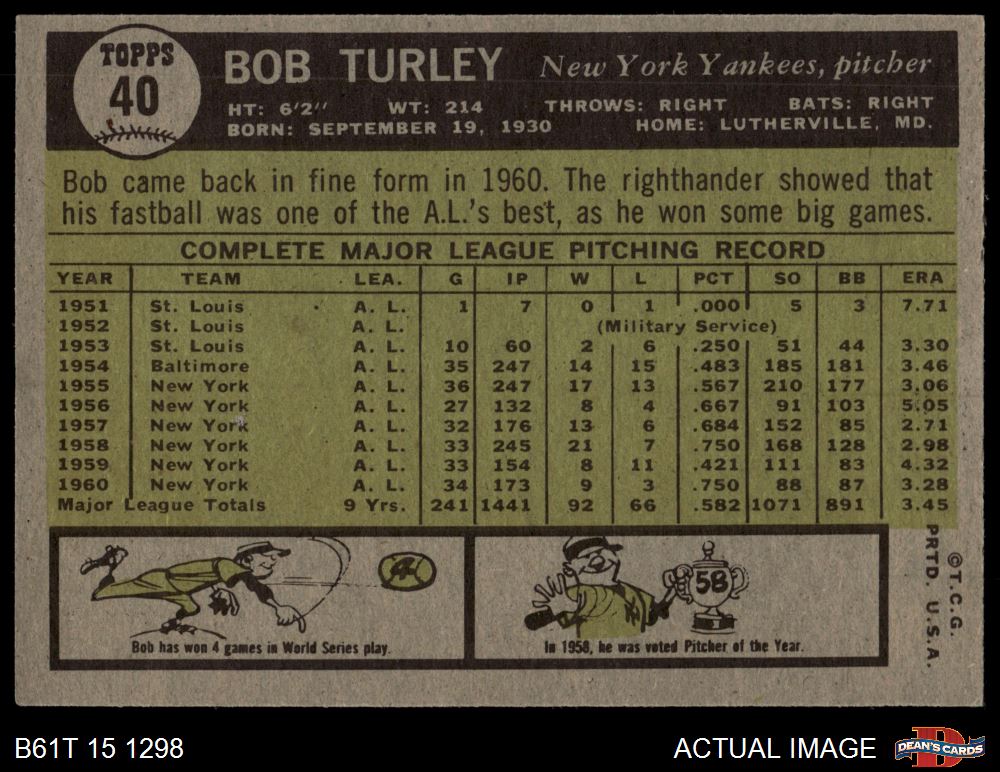 TOPPS
40
BOB TURLEY New York Yankees, pitcher
HT: 6'2" WT: 214 THROWS: RIGHT BATS: RIGHT
BORN: SEPTEMBER 19, 1930 HOME: LUTHERVILLE, MD.
Bob came back in fine form in 1960. The righthander showed that
his fastball was one of the A.L.'s best, as he won some big games.
COMPLETE MAJOR LEAGUE PITCHING RECORD
YEAR TEAM LEA. G IP W L PCT SO BB ERA
1951 St. Louis A. L. 1 7 0 1 .000 5 3 7.71
1952 St. Louis A. L. (Military Service)
1953 St. Louis A. L. 10 60 2 6 .250 51 44 3.30
1954 Baltimore A. L. 35 247 14 15 .483 185 181 3.46
1955 New York A. L. 36 247 17 13 .567 210 177 3.06
1956 New York A. L. 27 132 8 4 .667 91 103 5.05
1957 New York A. L. 32 176 13 6 .684 152 85 2.71
1958 New York A. L. 33 245 21 7 .750 168 128 2.98
1959 New York A. L. 33 154 8 11 .421 111 83 4.32
1960 New York A. L. 34 173 9 3 .750 88 87 3.28
Major League Totals 9 Yrs. 241 1441 92 66 .582 1071 891 3.45
4
Bob has won 4 games in World Series play.
58
In 1958, he was voted Pitcher of the Year.
©T.C.G.
PRTD. U.S.A.
B61T 15 1298
ACTUAL IMAGE
D
DEAN'S CARDS